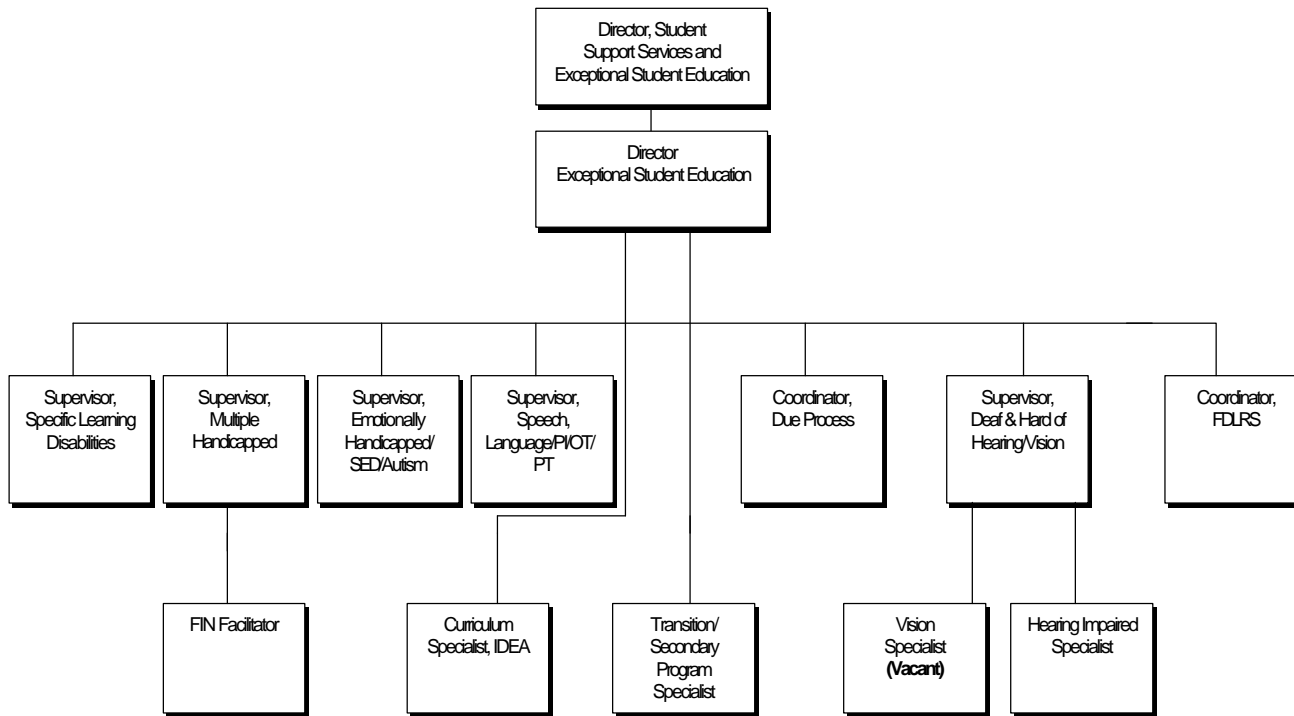 Director, Student
Support Services and
Exceptional Student Education
Director
Exceptional Student Education
Supervisor,
Specific Learning
Disabilities
Supervisor,
Multiple
Handicapped
Supervisor,
Emotionally
Handicapped/
SED/Autism
Supervisor,
Speech,
Language/PI/OT/
PT
Coordinator,
Due Process
Supervisor,
Deaf & Hard of
Hearing/Vision
Coordinator,
FDLRS
FIN Facilitator
Curriculum
Specialist, IDEA
Transition/
Secondary
Program
Specialist
Vision
Specialist
(Vacant)
Hearing Impaired
Specialist